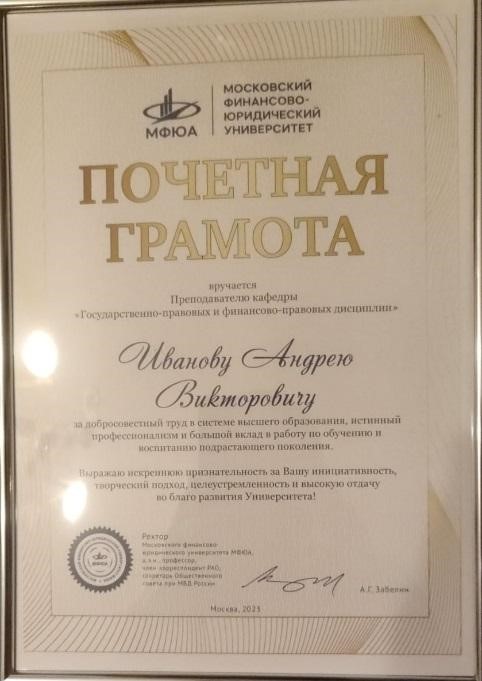 МФЮА
МОСКОВСКИЙ
ФИНАНСОВО-
ЮРИДИЧЕСКИЙ
УНИВЕРСИТЕТ
ПОЧЕТНАЯ
ГРАМОТА
вручается
Преподавателю кафедры
«Государственно-правовых и финансово-правовых дисциплин»
Иванову Андрею
Викторовичу
за добросовестный труд в системе высшего образования, истинный
профессионализм и большой вклад в работу по обучению и
воспитанию подрастающего поколения.
Выражаю искреннюю признательность за Вашу инициативность,
творческий подход, целеустремленность и высокую отдачу
во благо развития Университета!
МФЮА
Ректор
Московского финансово-
юридического университета МФЮА,
д.э.н., профессор,
член-корреспондент РАО,
секретарь Общественного
совета при МВД России
А.Г. Забелин
Москва, 2023